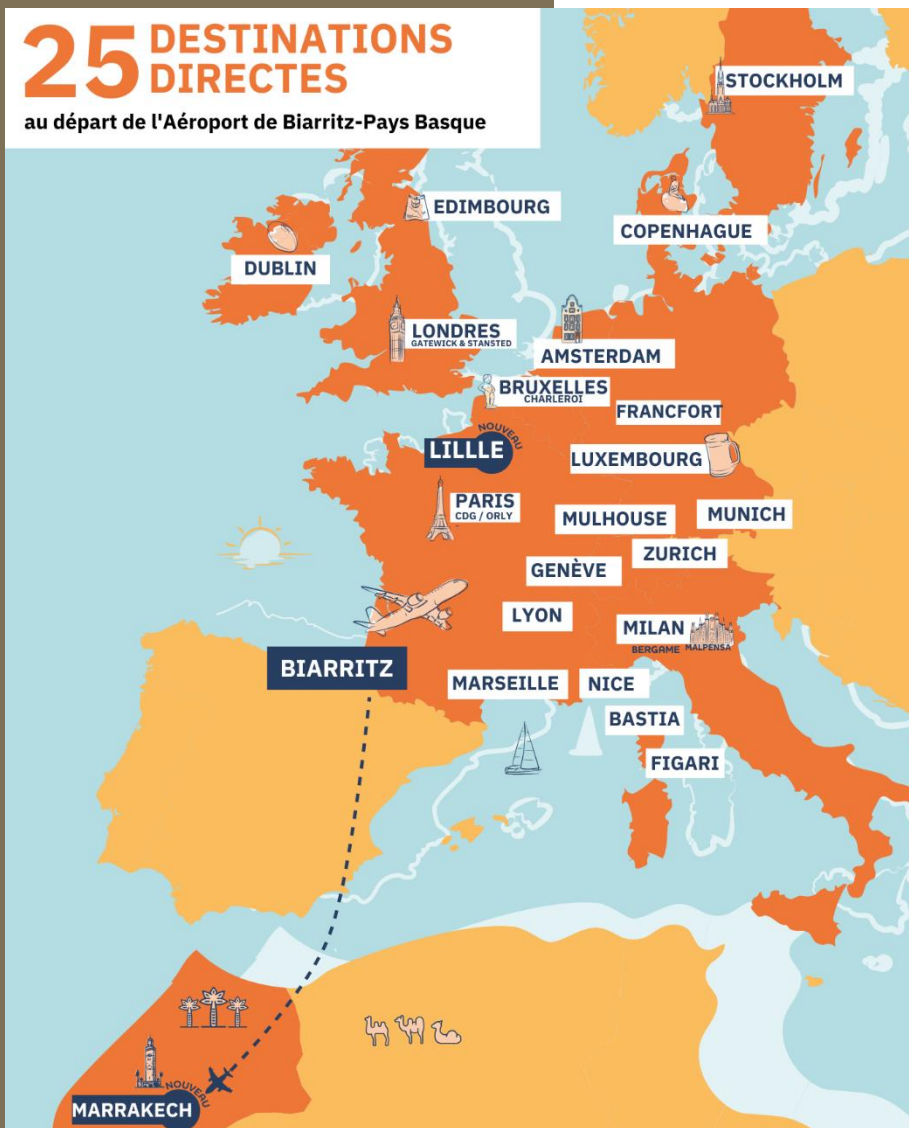 25 DESTINATIONS
DIRECTES
au départ de l'Aéroport de Biarritz-Pays Basque
STOCKHOLM
EDIMBOURG
COPENHAGUE
DUBLIN
LONDRES
GATEWICK & STANSTED
AMSTERDAM
BRUXELLES
CHARLEROI
FRANCFORT
NOUVEAU
LILLLE
LUXEMBOURG
PARIS
CDG / ORLY
MULHOUSE
MUNICH
ZURICH
GENÈVE
LYON
MILAN
BERGAME
MALPENSA
BIARRITZ
MARSEILLE
NICE
BASTIA
FIGARI
NOUVEAU
MARRAKECH